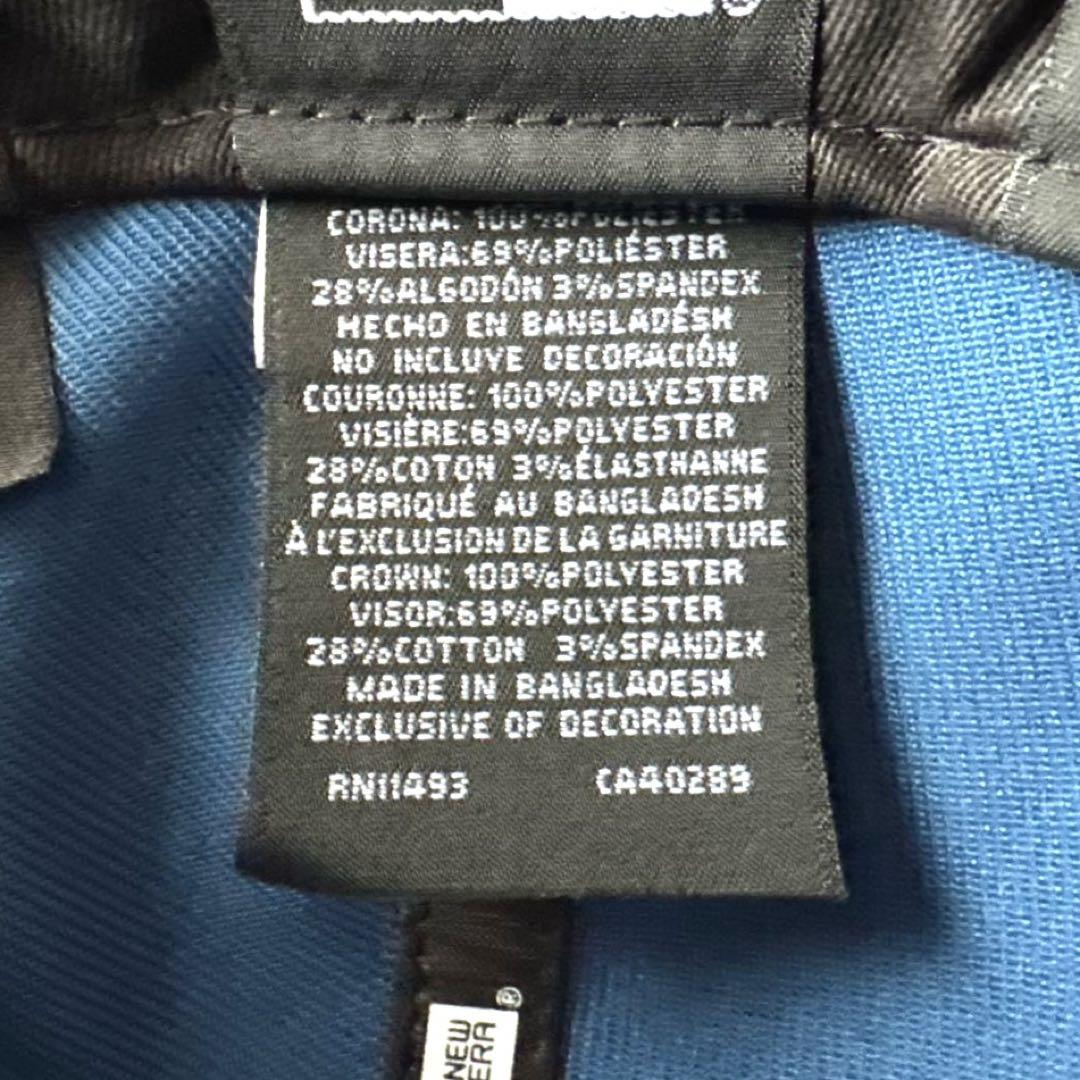 CORONA: 100%POLIÉSTER
VISERA:69%POLIÉSTER
28%ALGODÓN 3%SPANDEX
HECHO EN BANGLADÉSH
NO INCLUYE DECORACIÓN
COURONNE: 100%POLYESTER
VISIÈRE:69%POLYESTER
28%COTON 3%ÉLASTHANNE
FABRIQUÉ AU BANGLADESH
À L'EXCLUSION DE LA GARNITURE
CROWN: 100%POLYESTER
VISOR:69%POLYESTER
28%COTTON 3%SPANDEX
MADE IN BANGLADESH
EXCLUSIVE OF DECORATION
RN11493 CA40289
NEW
ERA
®